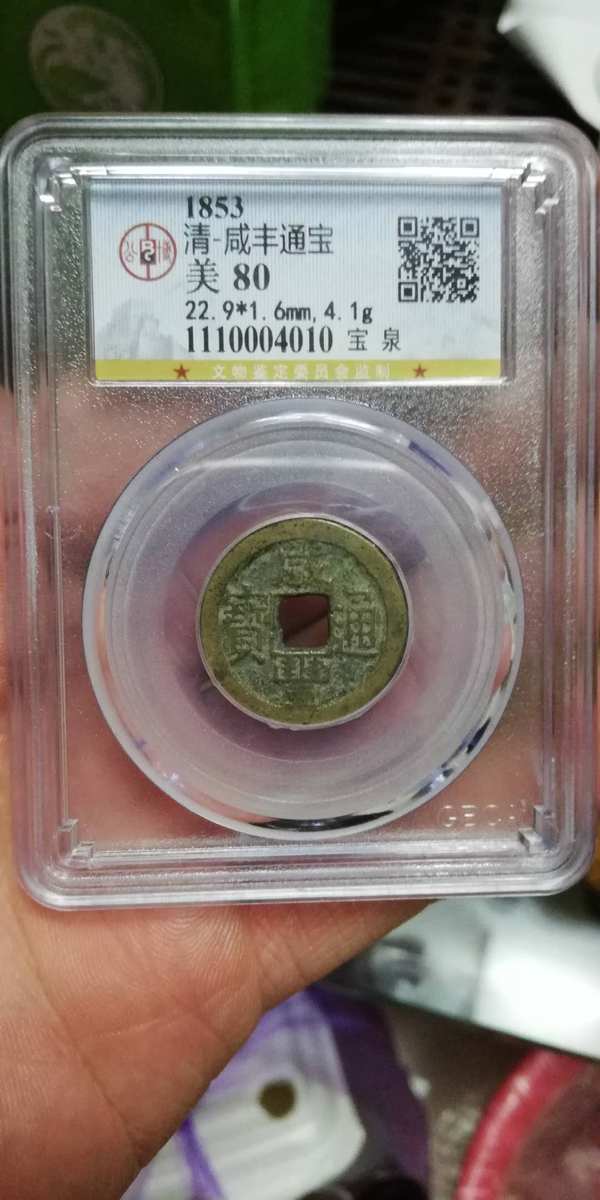 1853
清-咸丰通宝
美 80
22.9*1.6mm,4.1g
1110004010 宝 泉
★ 文物鉴定委员会监制 ★
咸
寶 通
豐